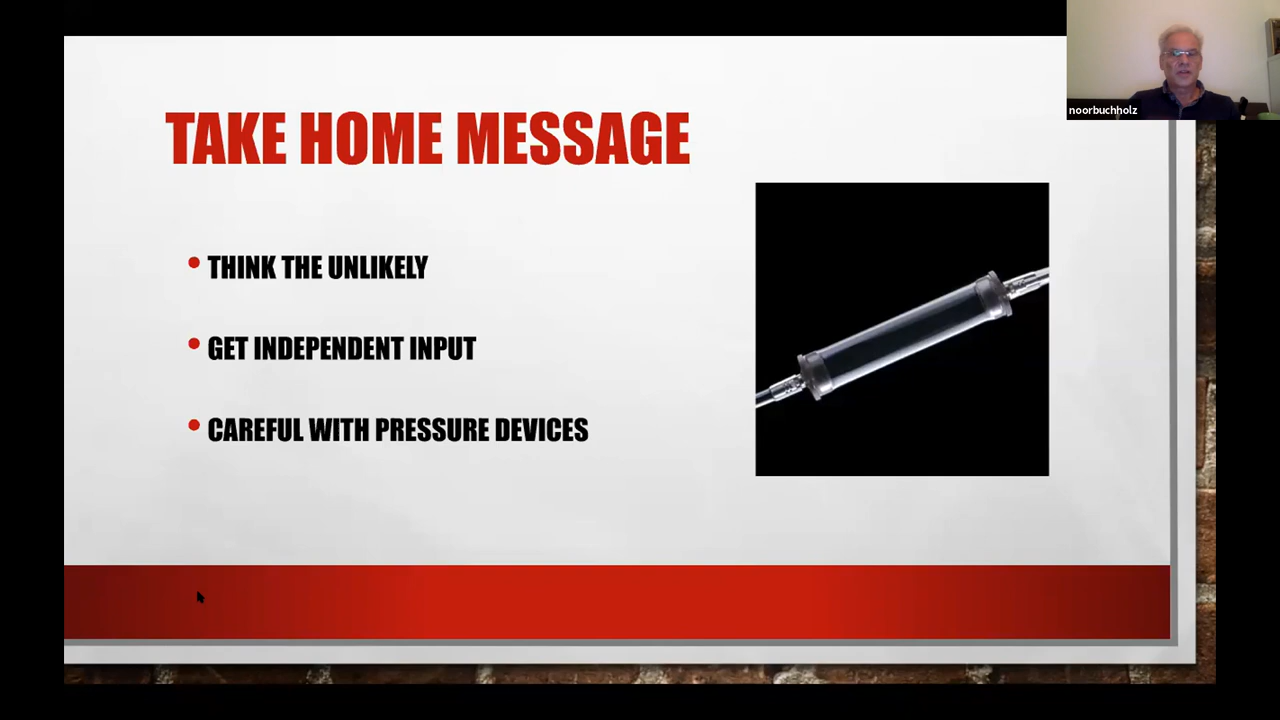 noorbuchholz
TAKE HOME MESSAGE
• THINK THE UNLIKELY
• GET INDEPENDENT INPUT
• CAREFUL WITH PRESSURE DEVICES